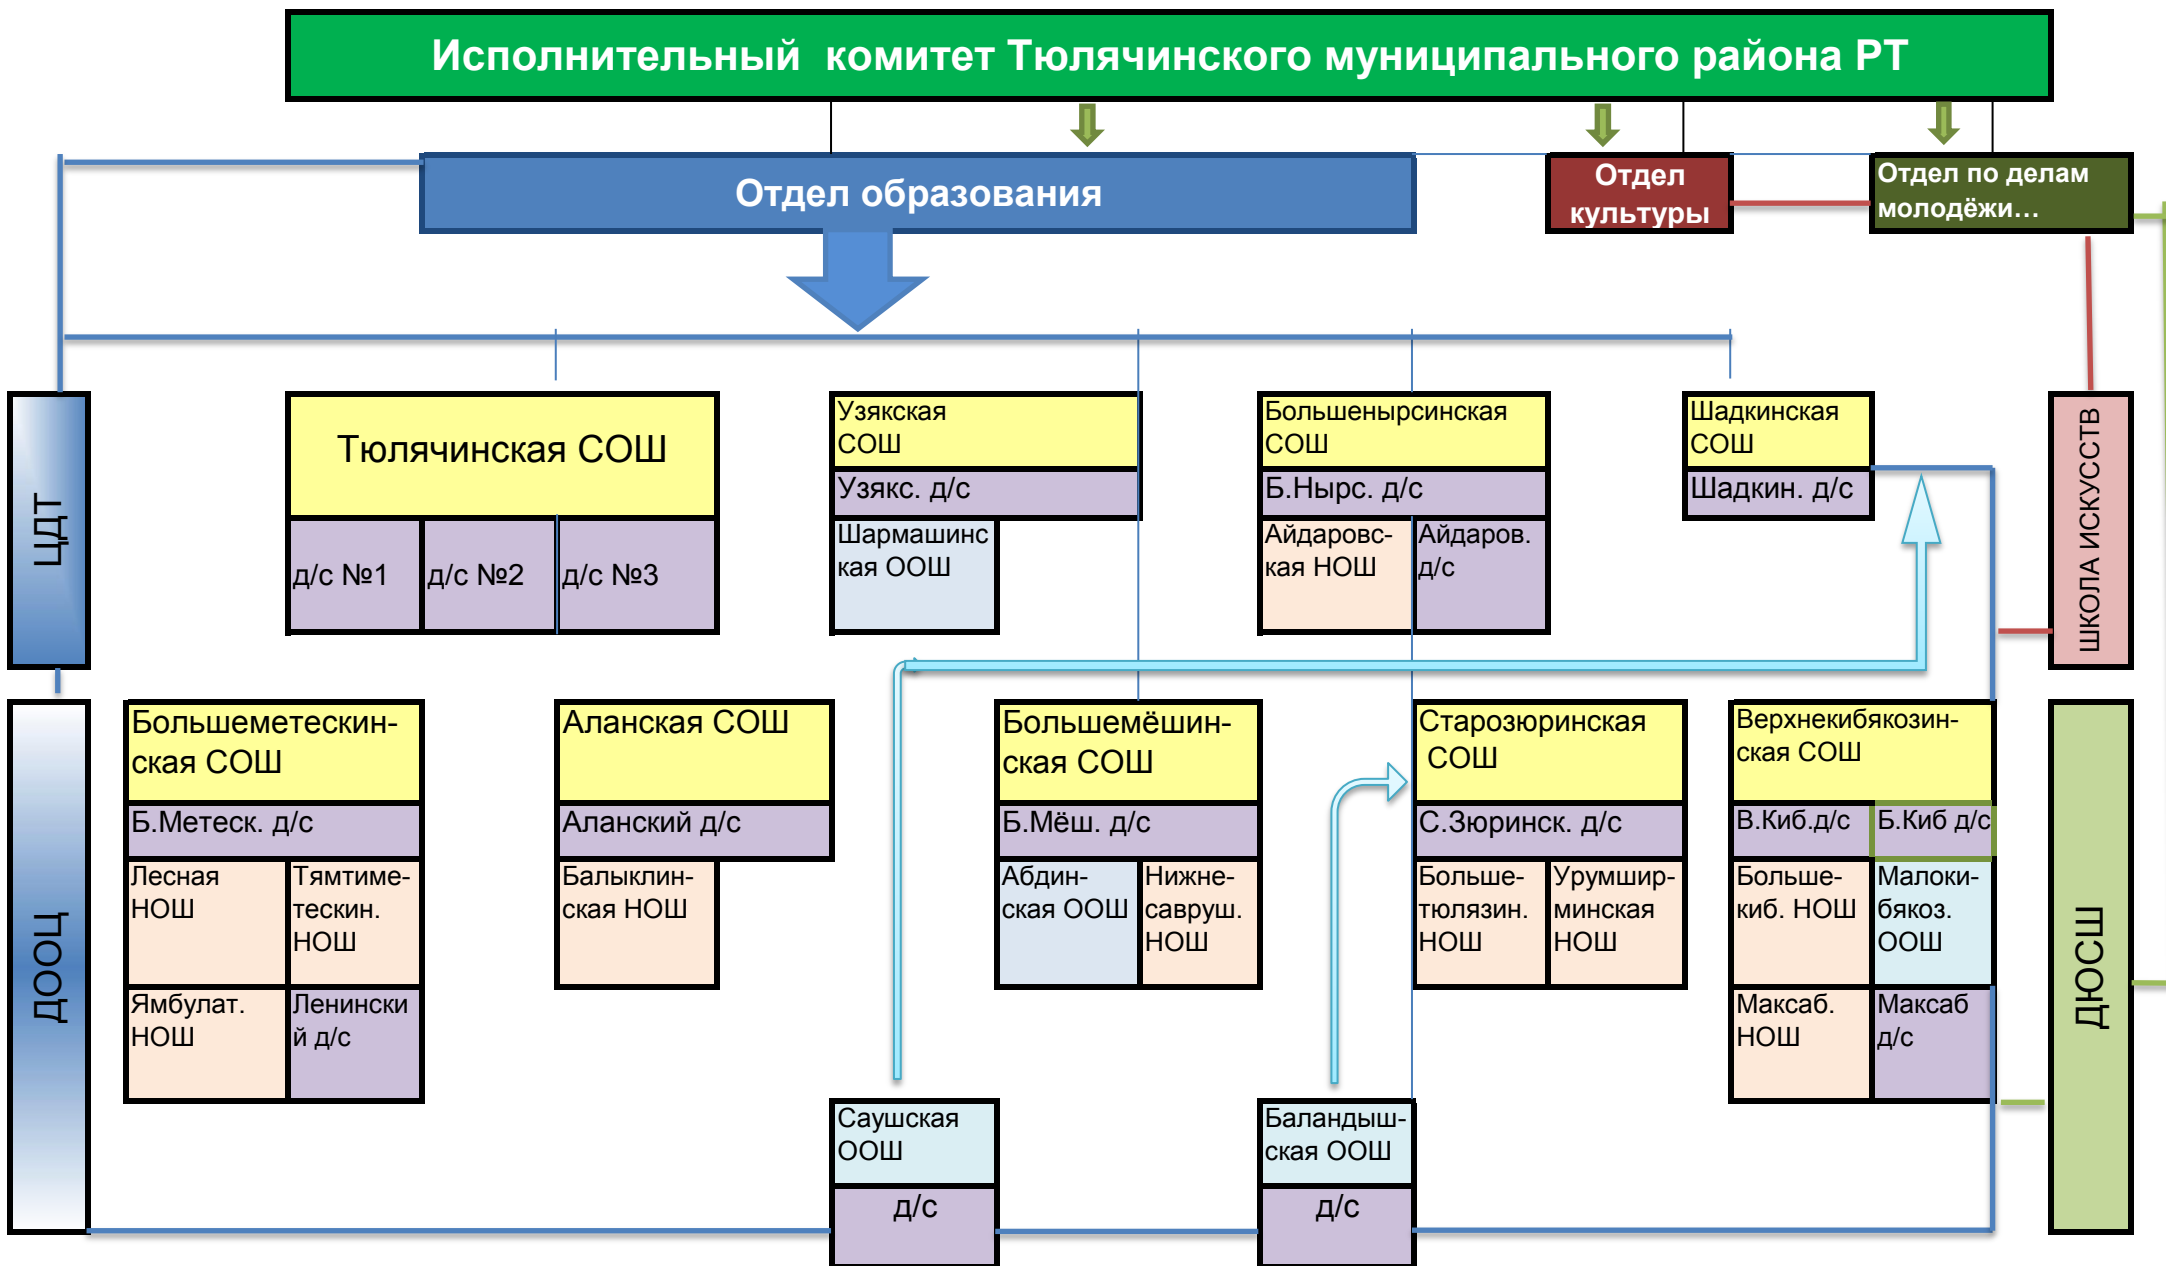 Исполнительный комитет Тюлячинского муниципального района РТ
Отдел образования
Отдел
культуры
Отдел по делам
молодёжи...
ЦДТ
Тюлячинская СОШ
д/с №1
д/с №2
д/с №3
Узякская
СОШ
Узякс. д/с
Шармашинс
кая ООШ
Большенырсинская
СОШ
Б.Нырс. д/с
Айдаровс-
кая НОШ
Айдаров.
д/с
Шадкинская
СОШ
Шадкин. д/с
ШКОЛА ИСКУССТВ
ДООЦ
Большеметескин-
ская СОШ
Б.Метеск. д/с
Лесная
НОШ
Тямтиме-
тескин.
НОШ
Ямбулат.
НОШ
Ленински
й д/с
Аланская СОШ
Аланский д/с
Балыклин-
ская НОШ
Большемёшин-
ская СОШ
Б.Мёш. д/с
Абдин-
ская ООШ
Нижне-
савруш.
НОШ
Старозюринская
СОШ
С.Зюринск. д/с
Больше-
тюлязин.
НОШ
Урумшир-
минская
НОШ
Верхнекибякозин-
ская СОШ
В.Киб.д/с
Б.Киб д/с
Больше-
киб. НОШ
Малоки-
бякоз.
ООШ
Максаб.
НОШ
Максаб
д/с
ДЮСШ
Саушская
ООШ
д/с
Баландыш-
ская ООШ
д/с